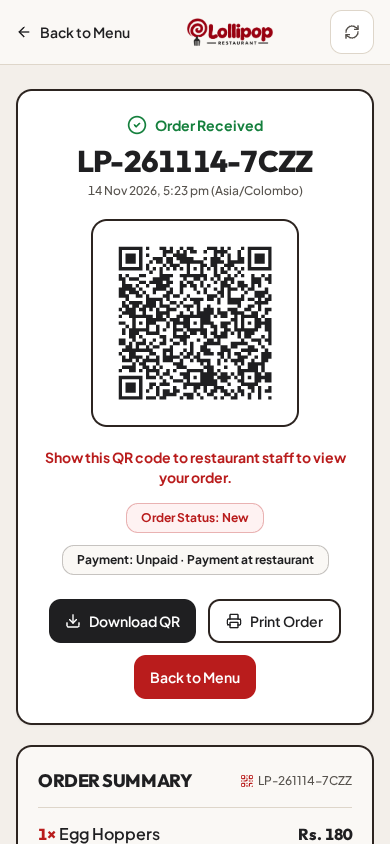 Back to Menu
Lollipop
RESTAURANT
Order Received
LP-261114-7CZZ
14 Nov 2026, 5:23 pm (Asia/Colombo)
Show this QR code to restaurant staff to view
your order.
Order Status: New
Payment: Unpaid · Payment at restaurant
Download QR
Print Order
Back to Menu
ORDER SUMMARY
LP-261114-7CZZ
1× Egg Hoppers
Rs. 180